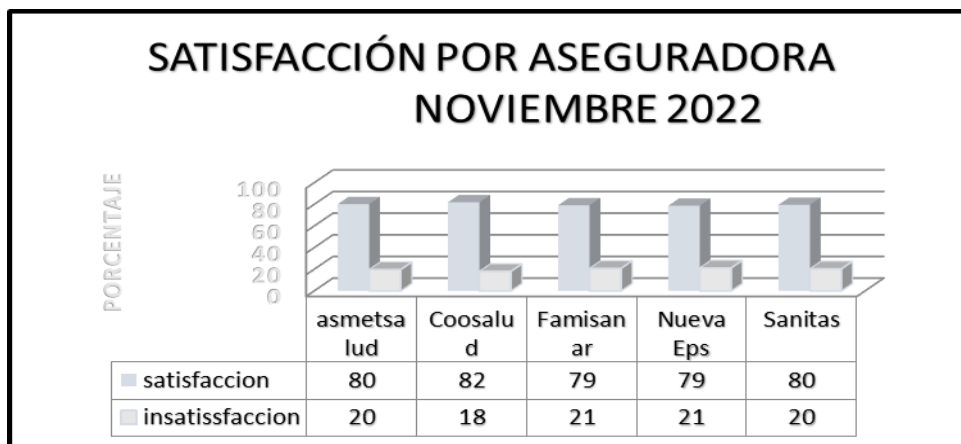 SATISFACCIÓN POR ASEGURADORA
NOVIEMBRE 2022
PORCENTAJE
100
80
60
40
20
0
asmetsa Coosalu Famisan Nueva Sanitas
lud d ar Eps
satisfaccion 80 82 79 79 80
insatissfaccion 20 18 21 21 20